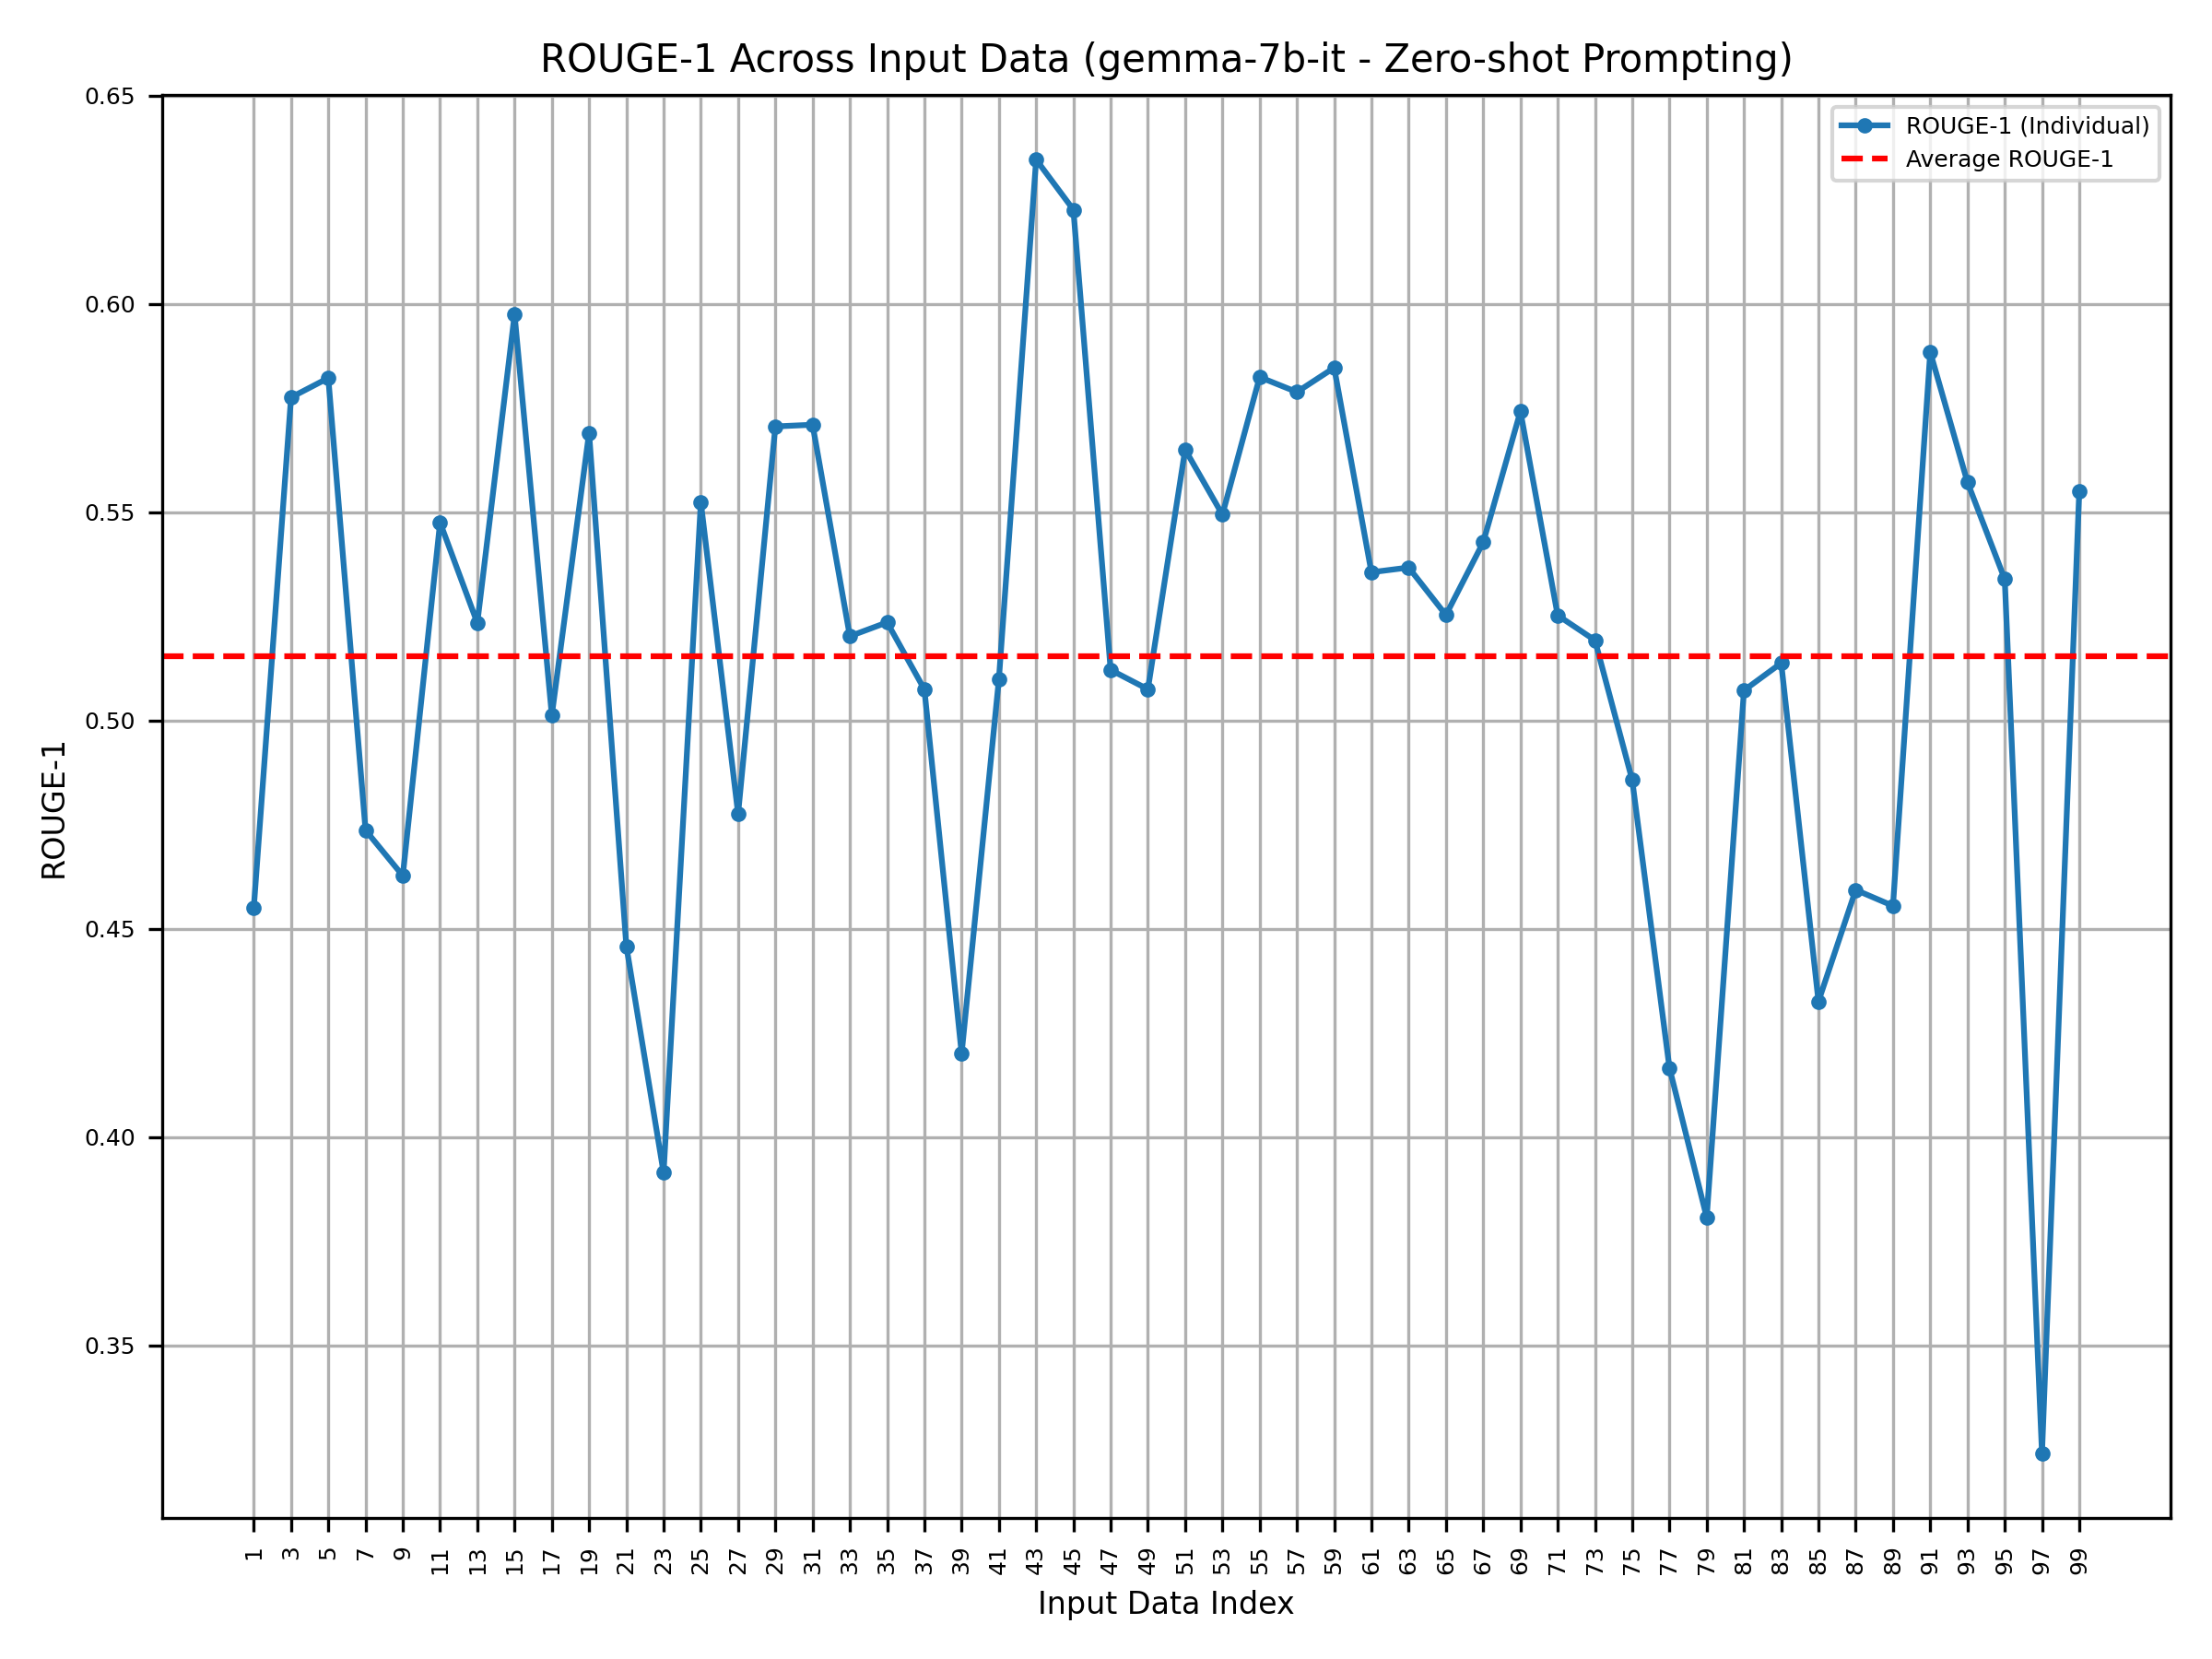 ROUGE-1 Across Input Data (gemma-7b-it - Zero-shot Prompting)
ROUGE-1 (Individual)
Average ROUGE-1
0.65
0.60
0.55
0.50
0.45
0.40
0.35
ROUGE-1
1 3 5 7 9 11 13 15 17 19 21 23 25 27 29 31 33 35 37 39 41 43 45 47 49 51 53 55 57 59 61 63 65 67 69 71 73 75 77 79 81 83 85 87 89 91 93 95 97 99
Input Data Index